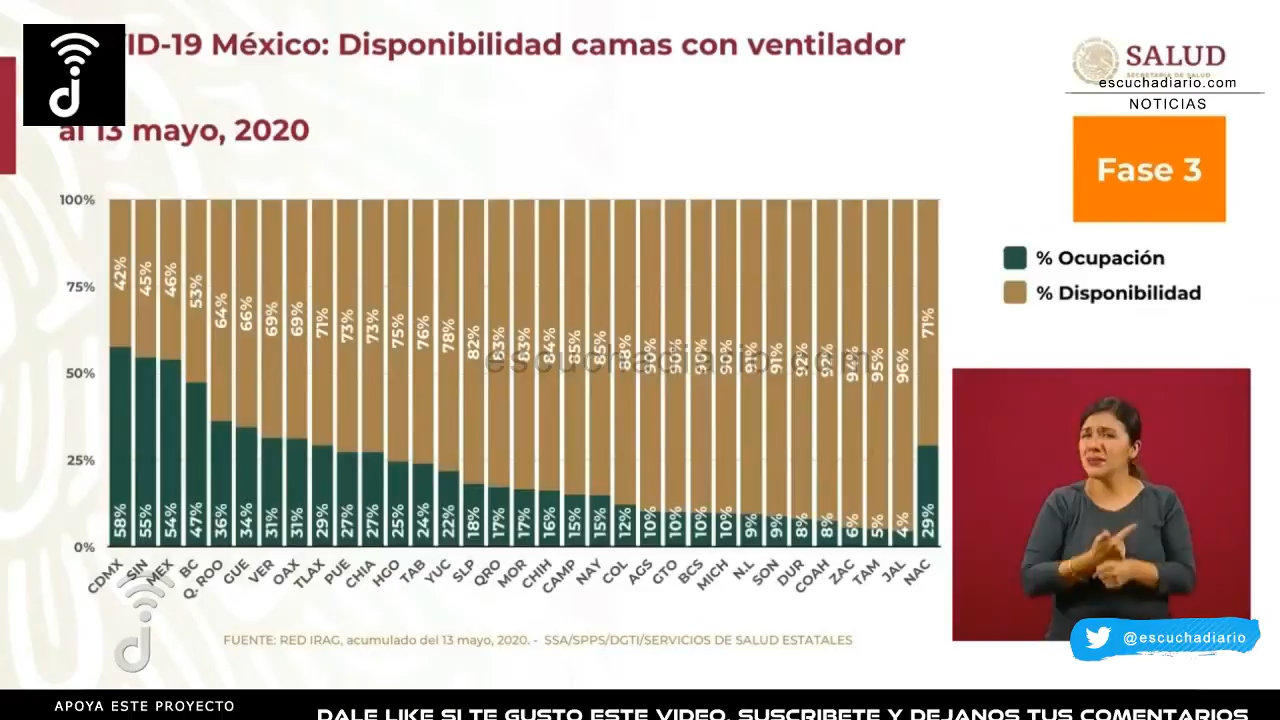 VID-19 México: Disponibilidad camas con ventilador
al 13 mayo, 2020
SALUD
SECRETARÍA DE SALUD
escuchadiario.com
NOTICIAS
Fase 3
% Ocupación
% Disponibilidad
100%
75%
50%
25%
0%
42% 45% 46% 53% 64% 66% 69% 69% 71% 73% 73% 75% 76% 78% 82% 83% 83% 84% 85% 85% 88% 90% 90% 90% 90% 91% 91% 92% 92% 94% 95% 96% 71%
escuchadiario.com
58% 55% 54% 47% 36% 34% 31% 31% 29% 27% 27% 25% 24% 22% 18% 17% 17% 16% 15% 15% 12% 10% 10% 10% 10% 9% 9% 8% 8% 6% 5% 4% 29%
CDMX SIN MEX BC Q. ROO GUE VER OAX TLAX PUE CHIA HGO TAB YUC SLP QRO MOR CHIH CAMP NAY COL AGS GTO BCS MICH N.L SON DUR COAH ZAC TAM JAL NAC
FUENTE: RED IRAG, acumulado del 13 mayo, 2020. - SSA/SPPS/DGTI/SERVICIOS DE SALUD ESTATALES
@escuchadiario
APOYA ESTE PROYECTO
DALE LIKE SI TE GUSTO ESTE VIDEO, SUSCRIBETE Y DEJANOS TUS COMENTARIOS